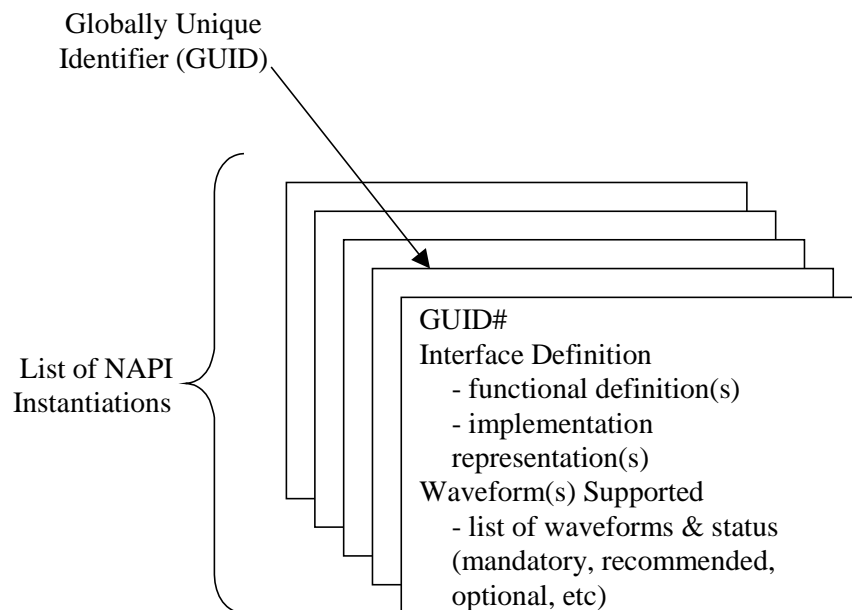 Globally Unique
Identifier (GUID)
GUID#
Interface Definition
- functional definition(s)
- implementation
representation(s)
Waveform(s) Supported
- list of waveforms & status
(mandatory, recommended,
optional, etc)
List of NAPI
Instantiations